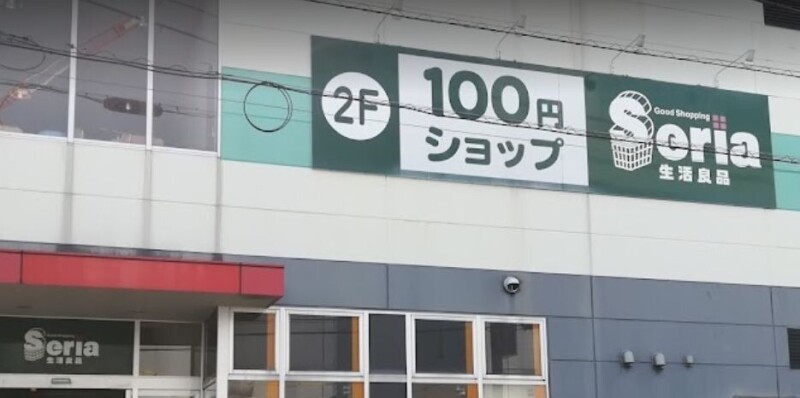 2F
100円
ショップ
Good Shopping
Seria
生活良品
Seria
生活良品